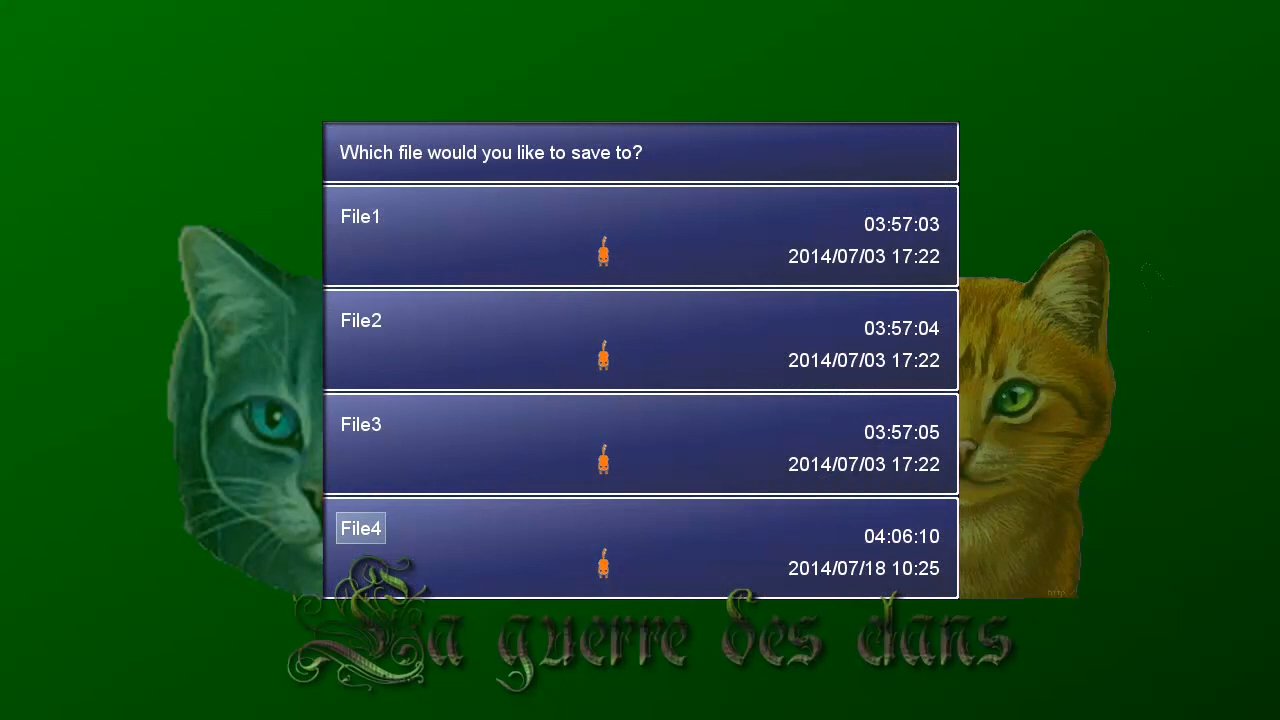 Which file would you like to save to?
File1
03:57:03
2014/07/03 17:22
File2
03:57:04
2014/07/03 17:22
File3
03:57:05
2014/07/03 17:22
File4
04:06:10
2014/07/18 10:25
La guerre des clans